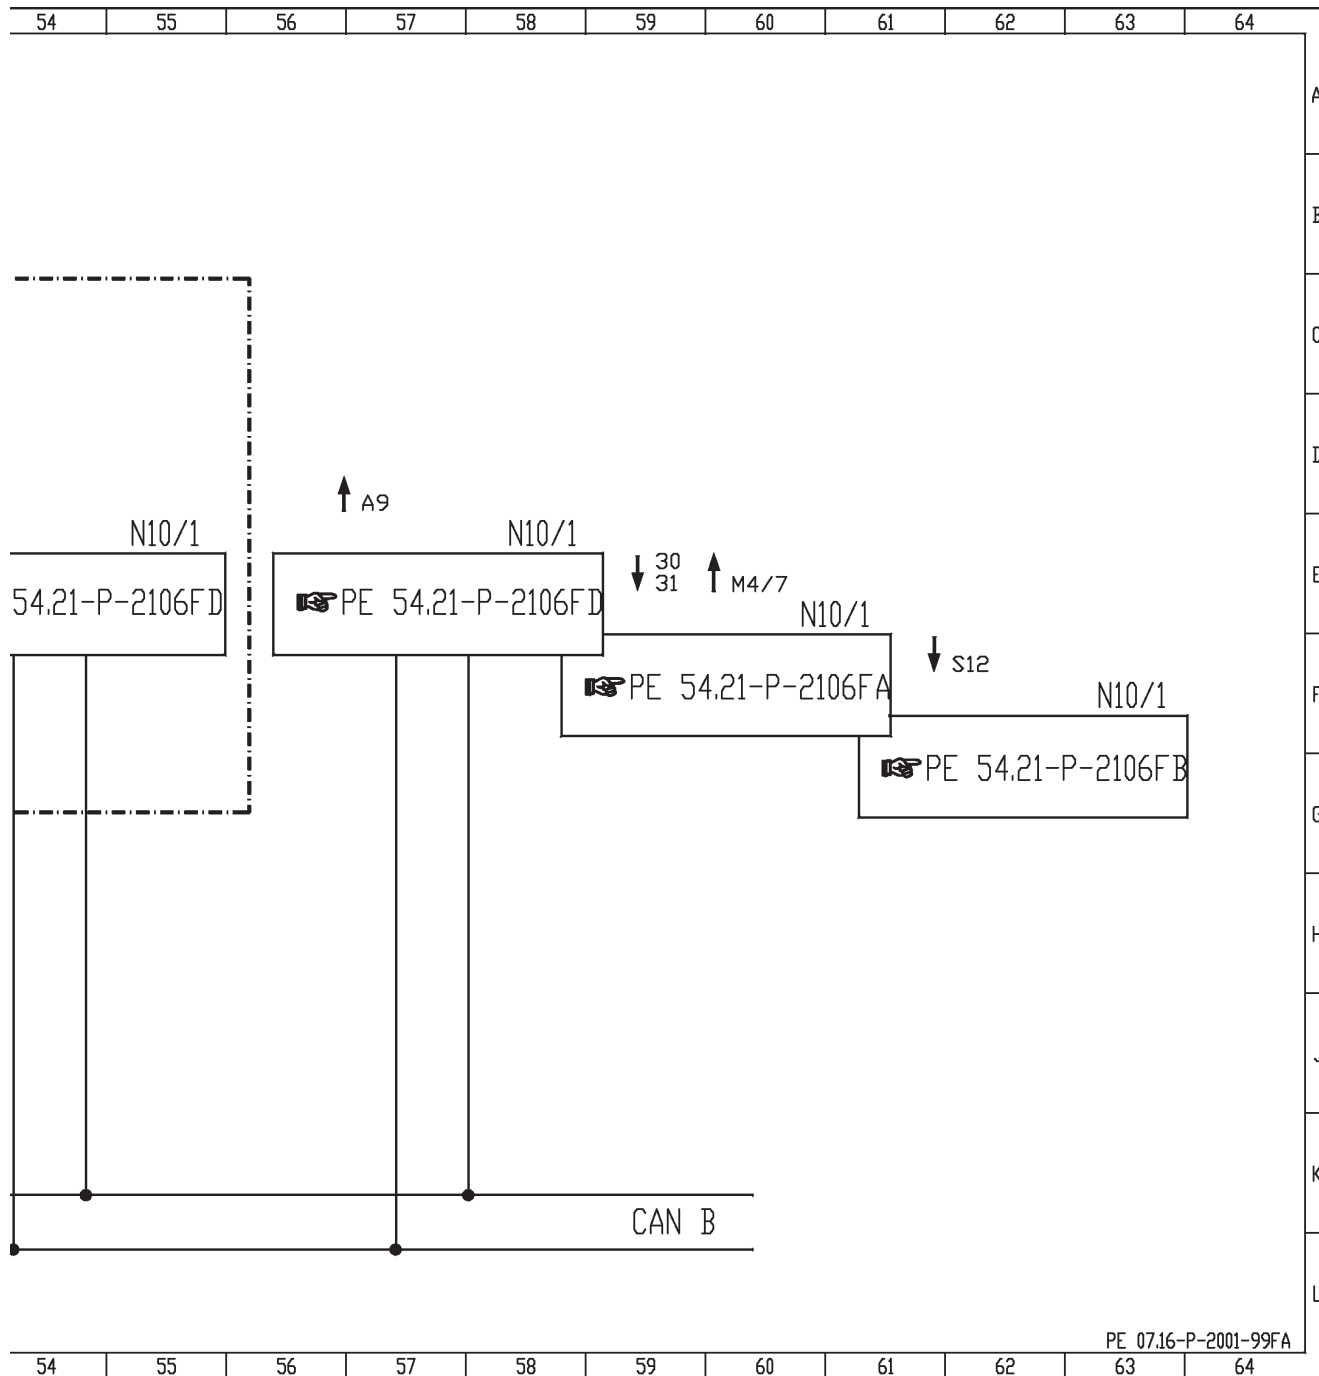 54 55 56 57 58 59 60 61 62 63 64
A
B
C
D
A9
N10/1
N10/1
30
31
M4/7
E
54.21-P-2106FD
PE 54.21-P-2106FD
N10/1
S12
PE 54.21-P-2106FA
N10/1
F
PE 54.21-P-2106FB
G
H
J
K
CAN B
L
PE 07.16-P-2001-99FA
54 55 56 57 58 59 60 61 62 63 64